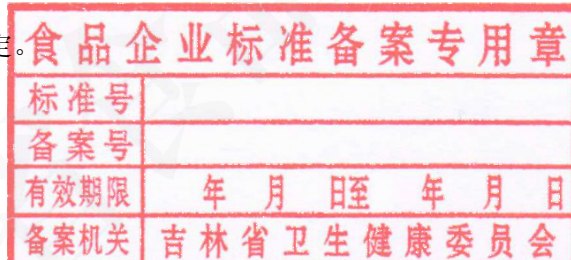 定。
食品企业标准备案专用章
标准号
备案号
有效期限 年 月 日至 年 月 日
备案机关 吉林省卫生健康委员会